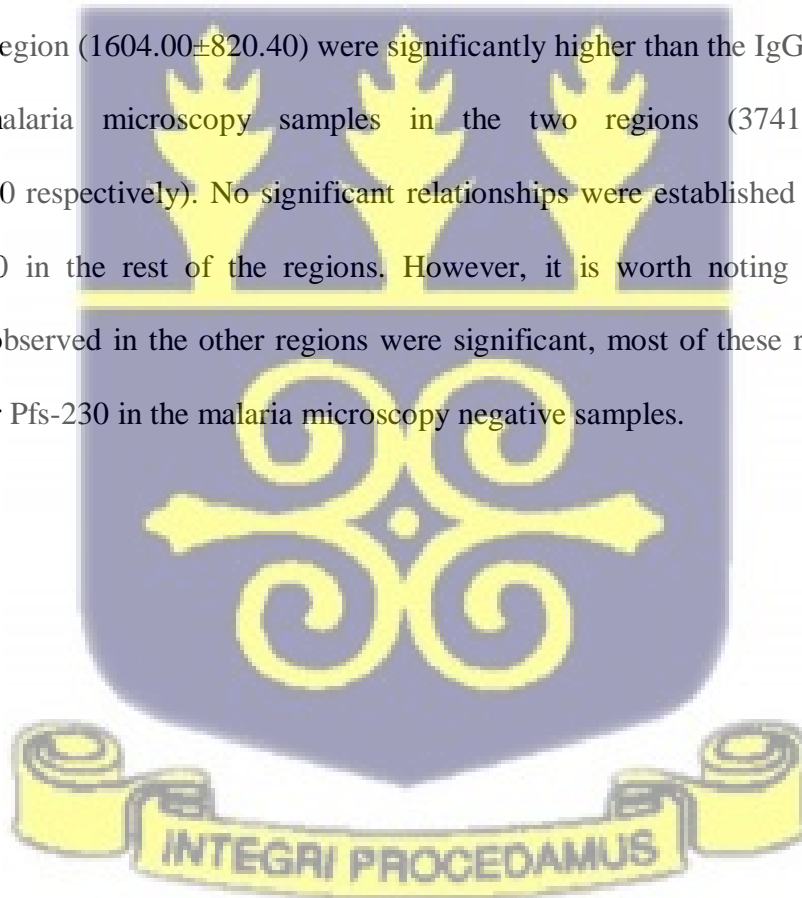 egion (1604.00±820.40) were significantly higher than the IgG
alaria microscopy samples in the two regions (3741
0 respectively). No significant relationships were established
0 in the rest of the regions. However, it is worth noting
observed in the other regions were significant, most of these r
r Pfs-230 in the malaria microscopy negative samples.
INTEGRI PROCEDAMUS